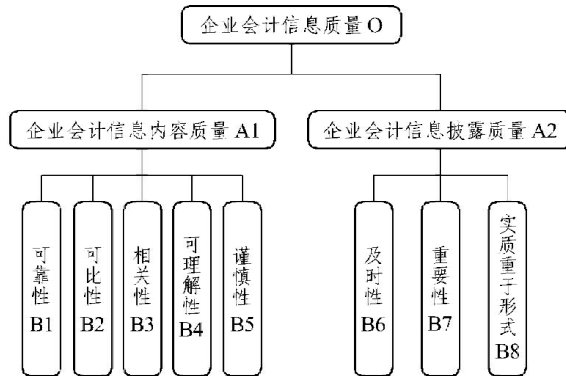 企业会计信息质量 O
企业会计信息内容质量 A1
企业会计信息披露质量 A2
可靠性 B1
可比性 B2
相关性 B3
可理解性 B4
谨慎性 B5
及时性 B6
重要性 B7
实质重于形式 B8